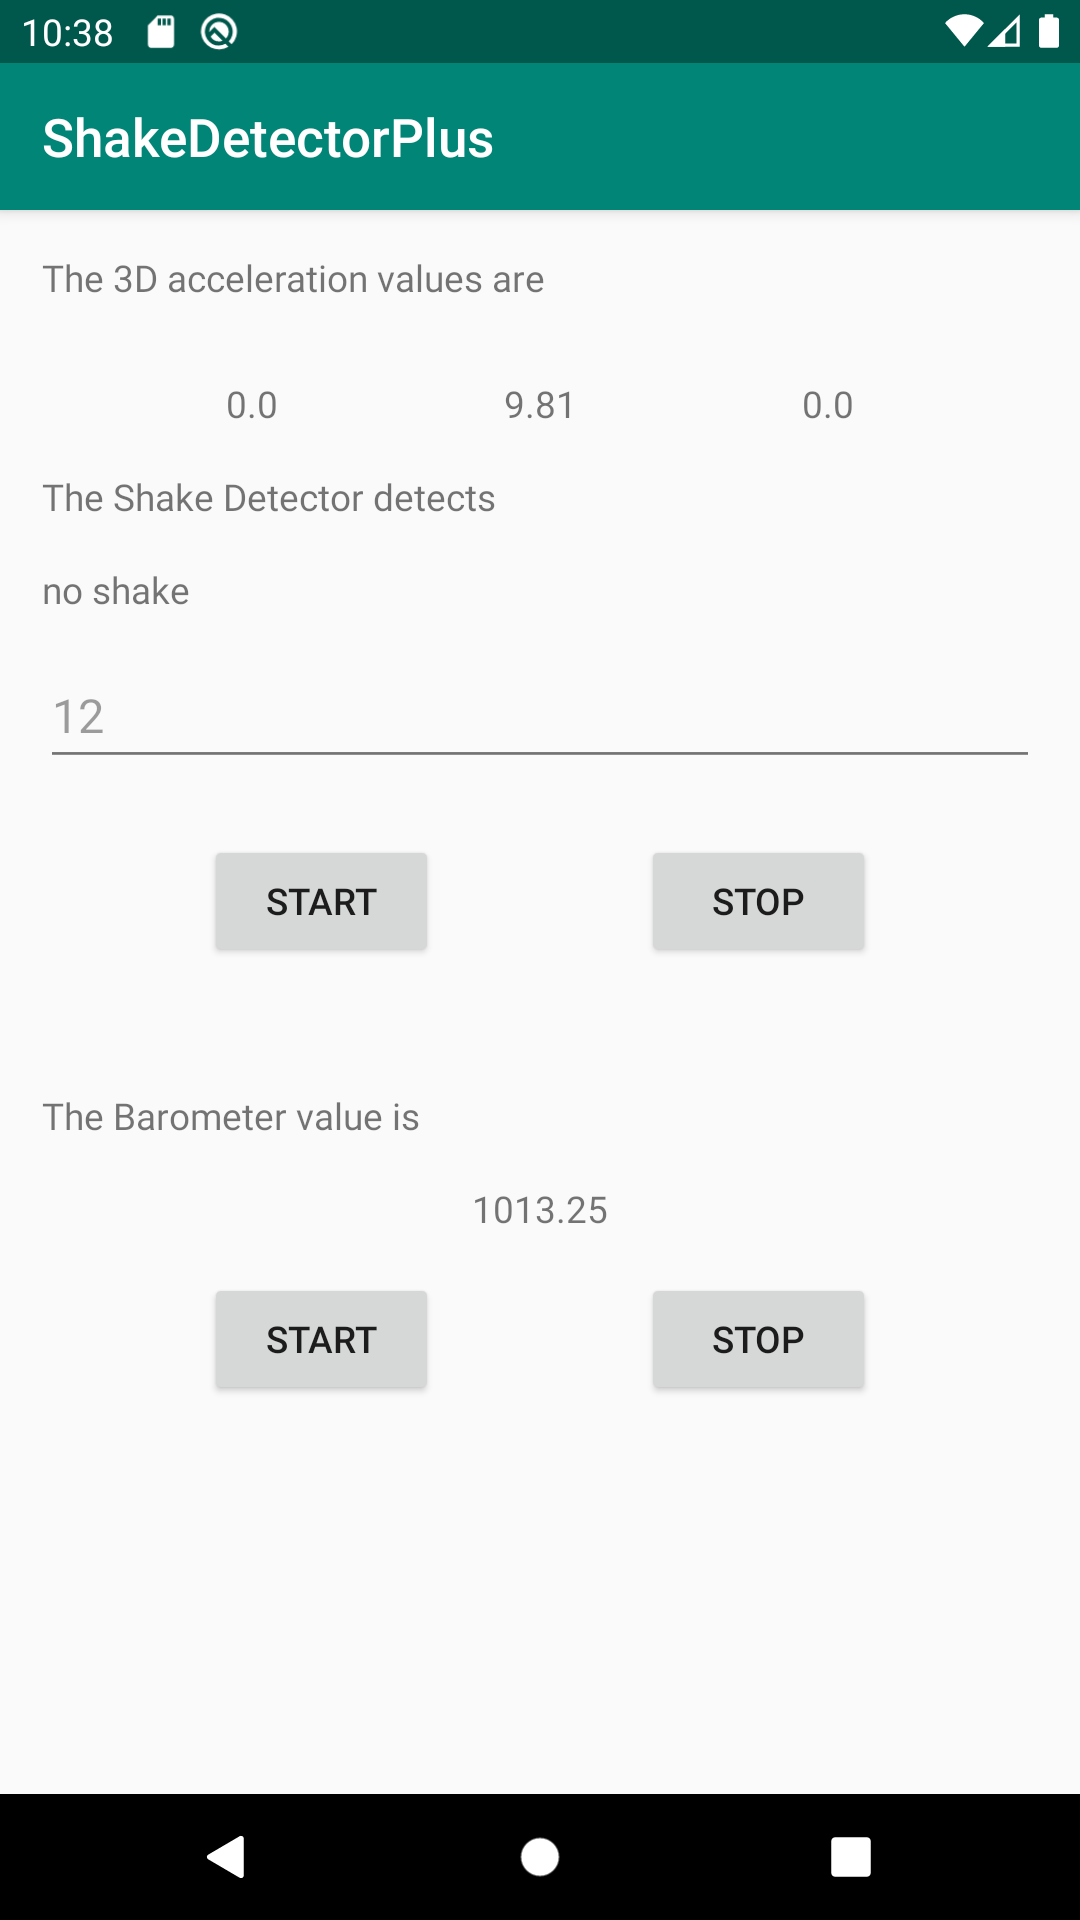 10:38
ShakeDetectorPlus
The 3D acceleration values are
0.0 9.81 0.0
The Shake Detector detects
no shake
12
START STOP
The Barometer value is
1013.25
START STOP